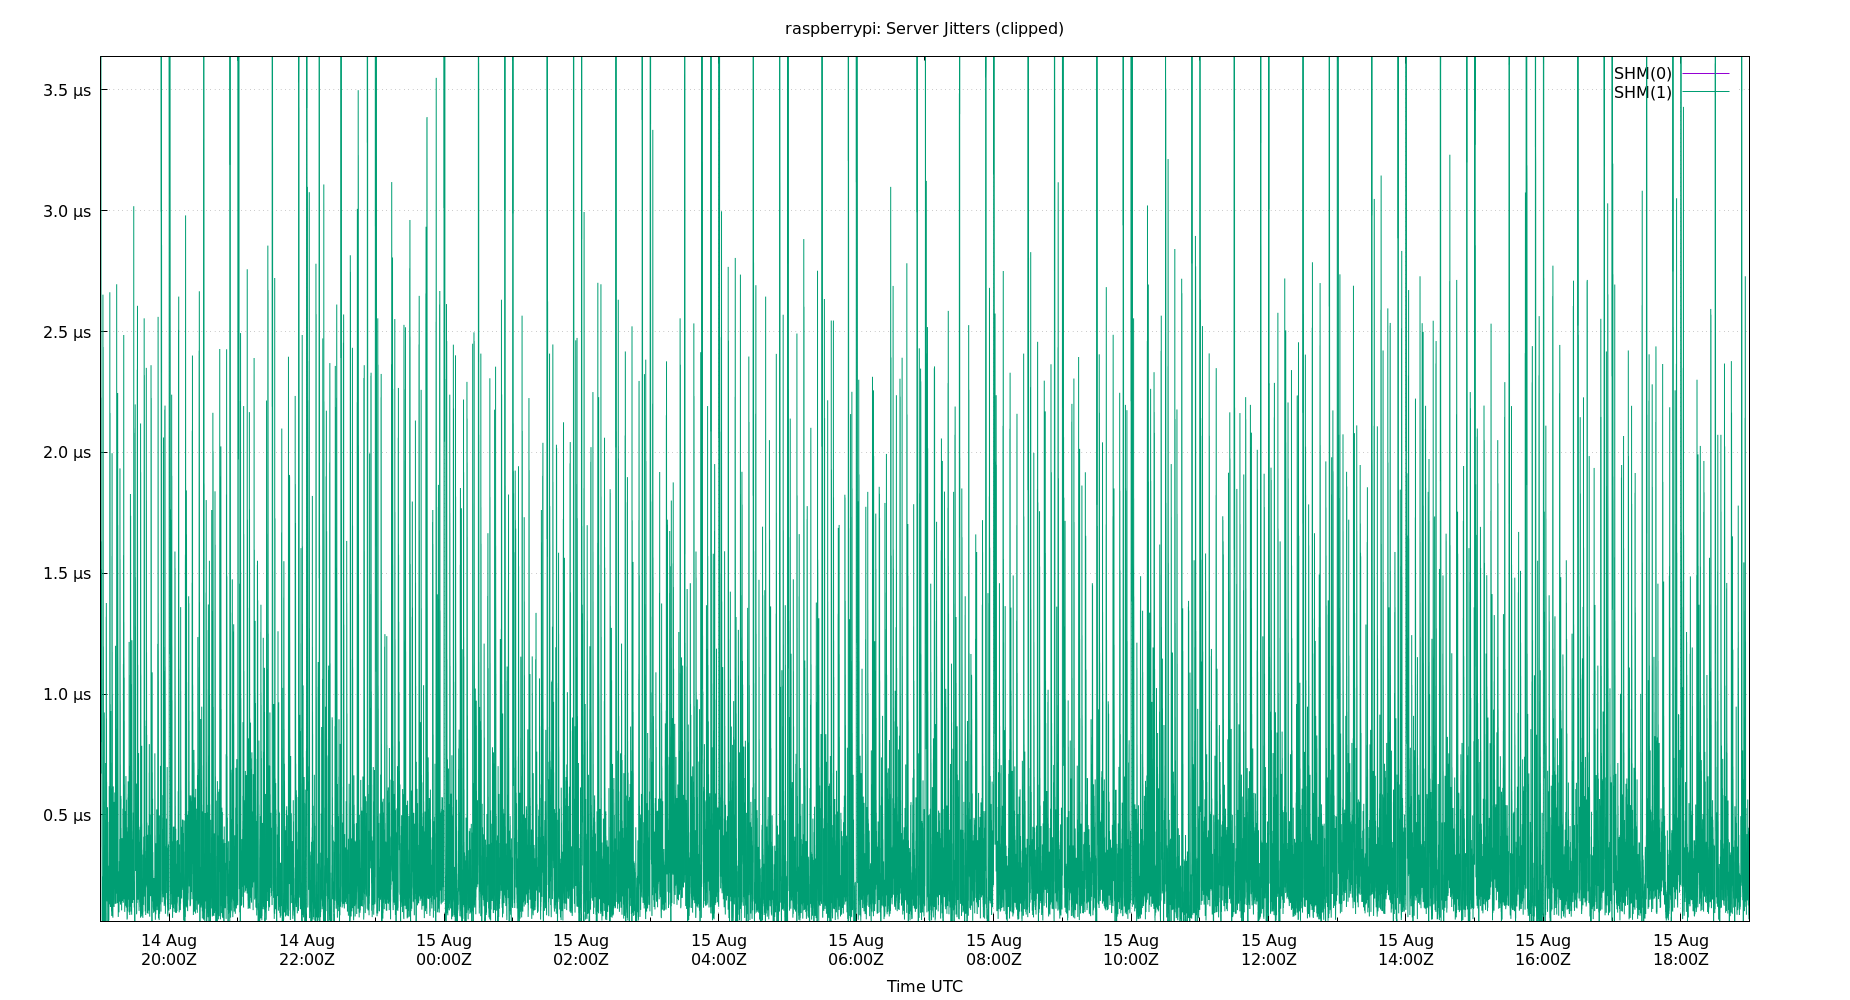 raspberrypi: Server Jitters (clipped)
SHM(0)
SHM(1)
3.5 µs
3.0 µs
2.5 µs
2.0 µs
1.5 µs
1.0 µs
0.5 µs
14 Aug 14 Aug 15 Aug 15 Aug 15 Aug 15 Aug 15 Aug 15 Aug 15 Aug 15 Aug 15 Aug 15 Aug
20:00Z 22:00Z 00:00Z 02:00Z 04:00Z 06:00Z 08:00Z 10:00Z 12:00Z 14:00Z 16:00Z 18:00Z
Time UTC